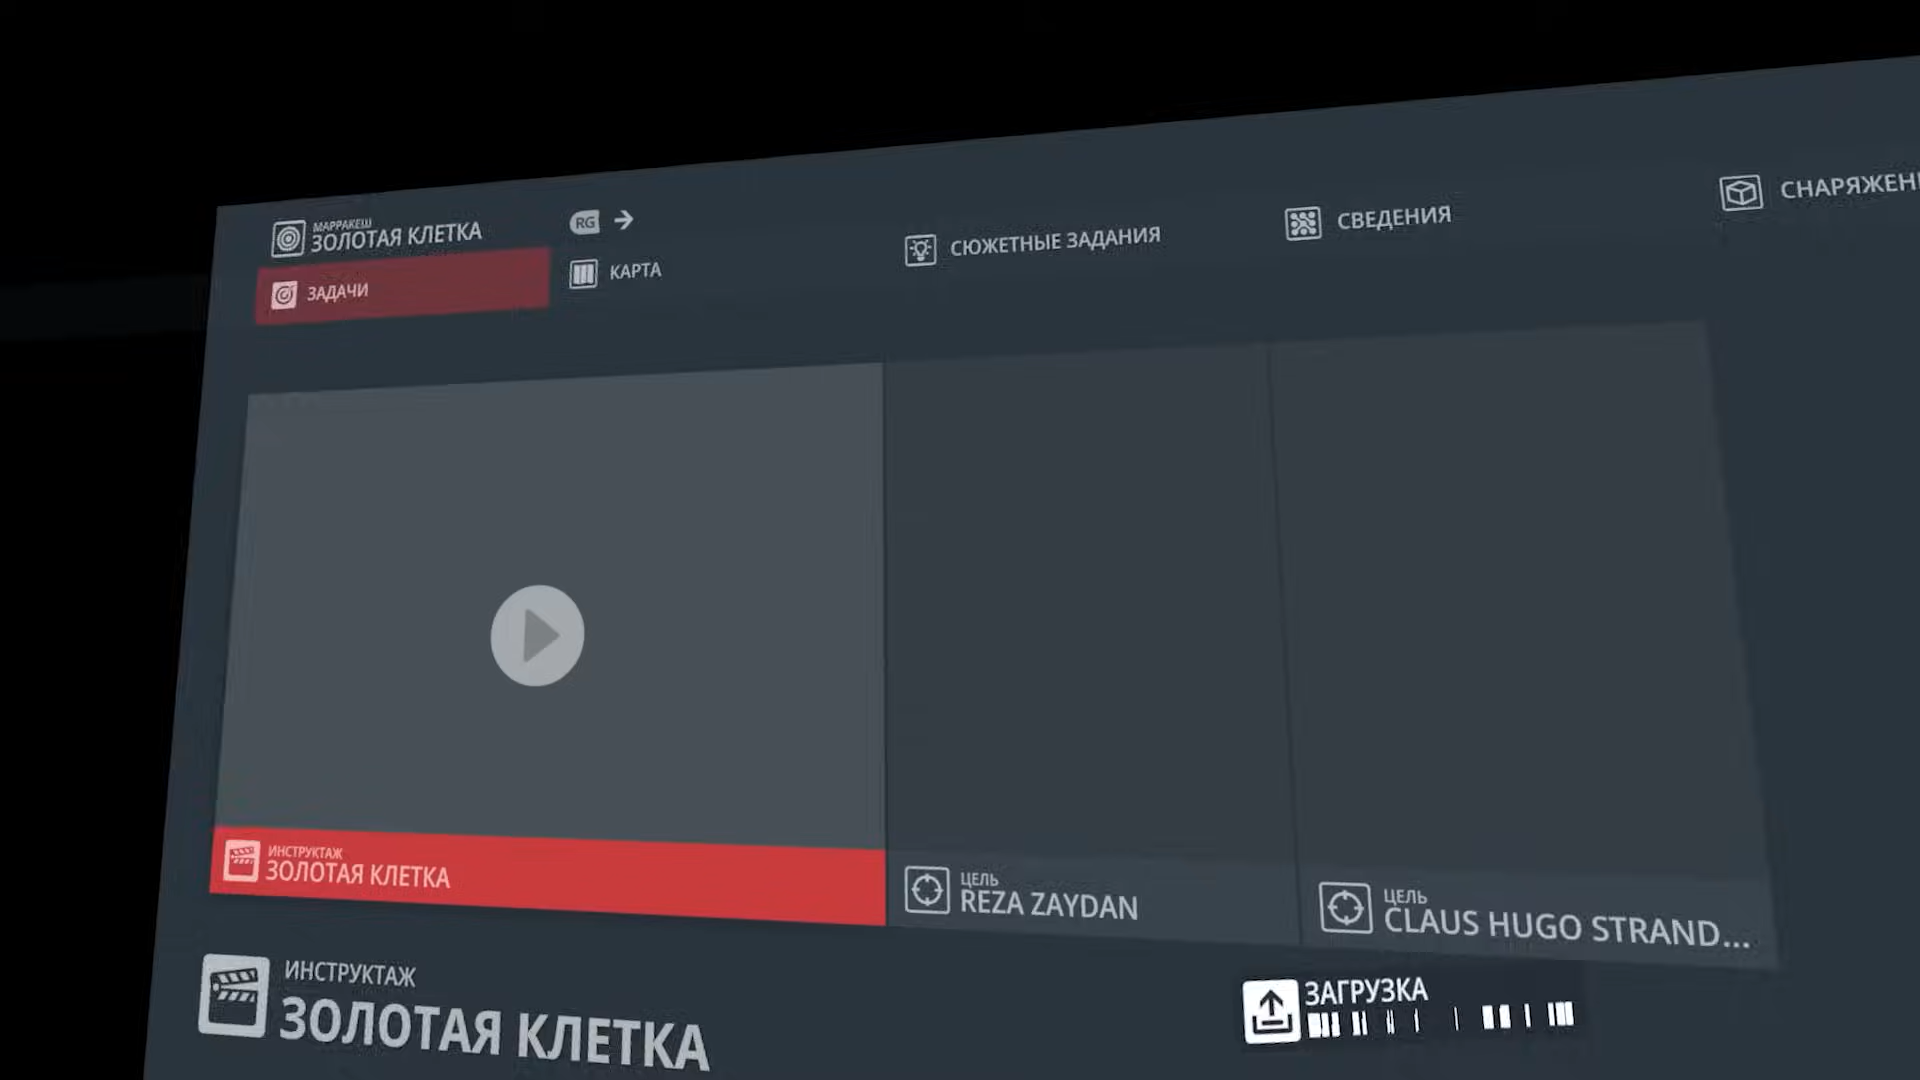 МАРРАКЕШ
ЗОЛОТАЯ КЛЕТКА
RG
ЗАДАЧИ
КАРТА
СЮЖЕТНЫЕ ЗАДАНИЯ
СВЕДЕНИЯ
ИНСТРУКТАЖ
ЗОЛОТАЯ КЛЕТКА
ЦЕЛЬ
REZA ZAYDAN
ЦЕЛЬ
CLAUS HUGO STRAND...
ИНСТРУКТАЖ
ЗОЛОТАЯ КЛЕТКА
ЗАГРУЗКА